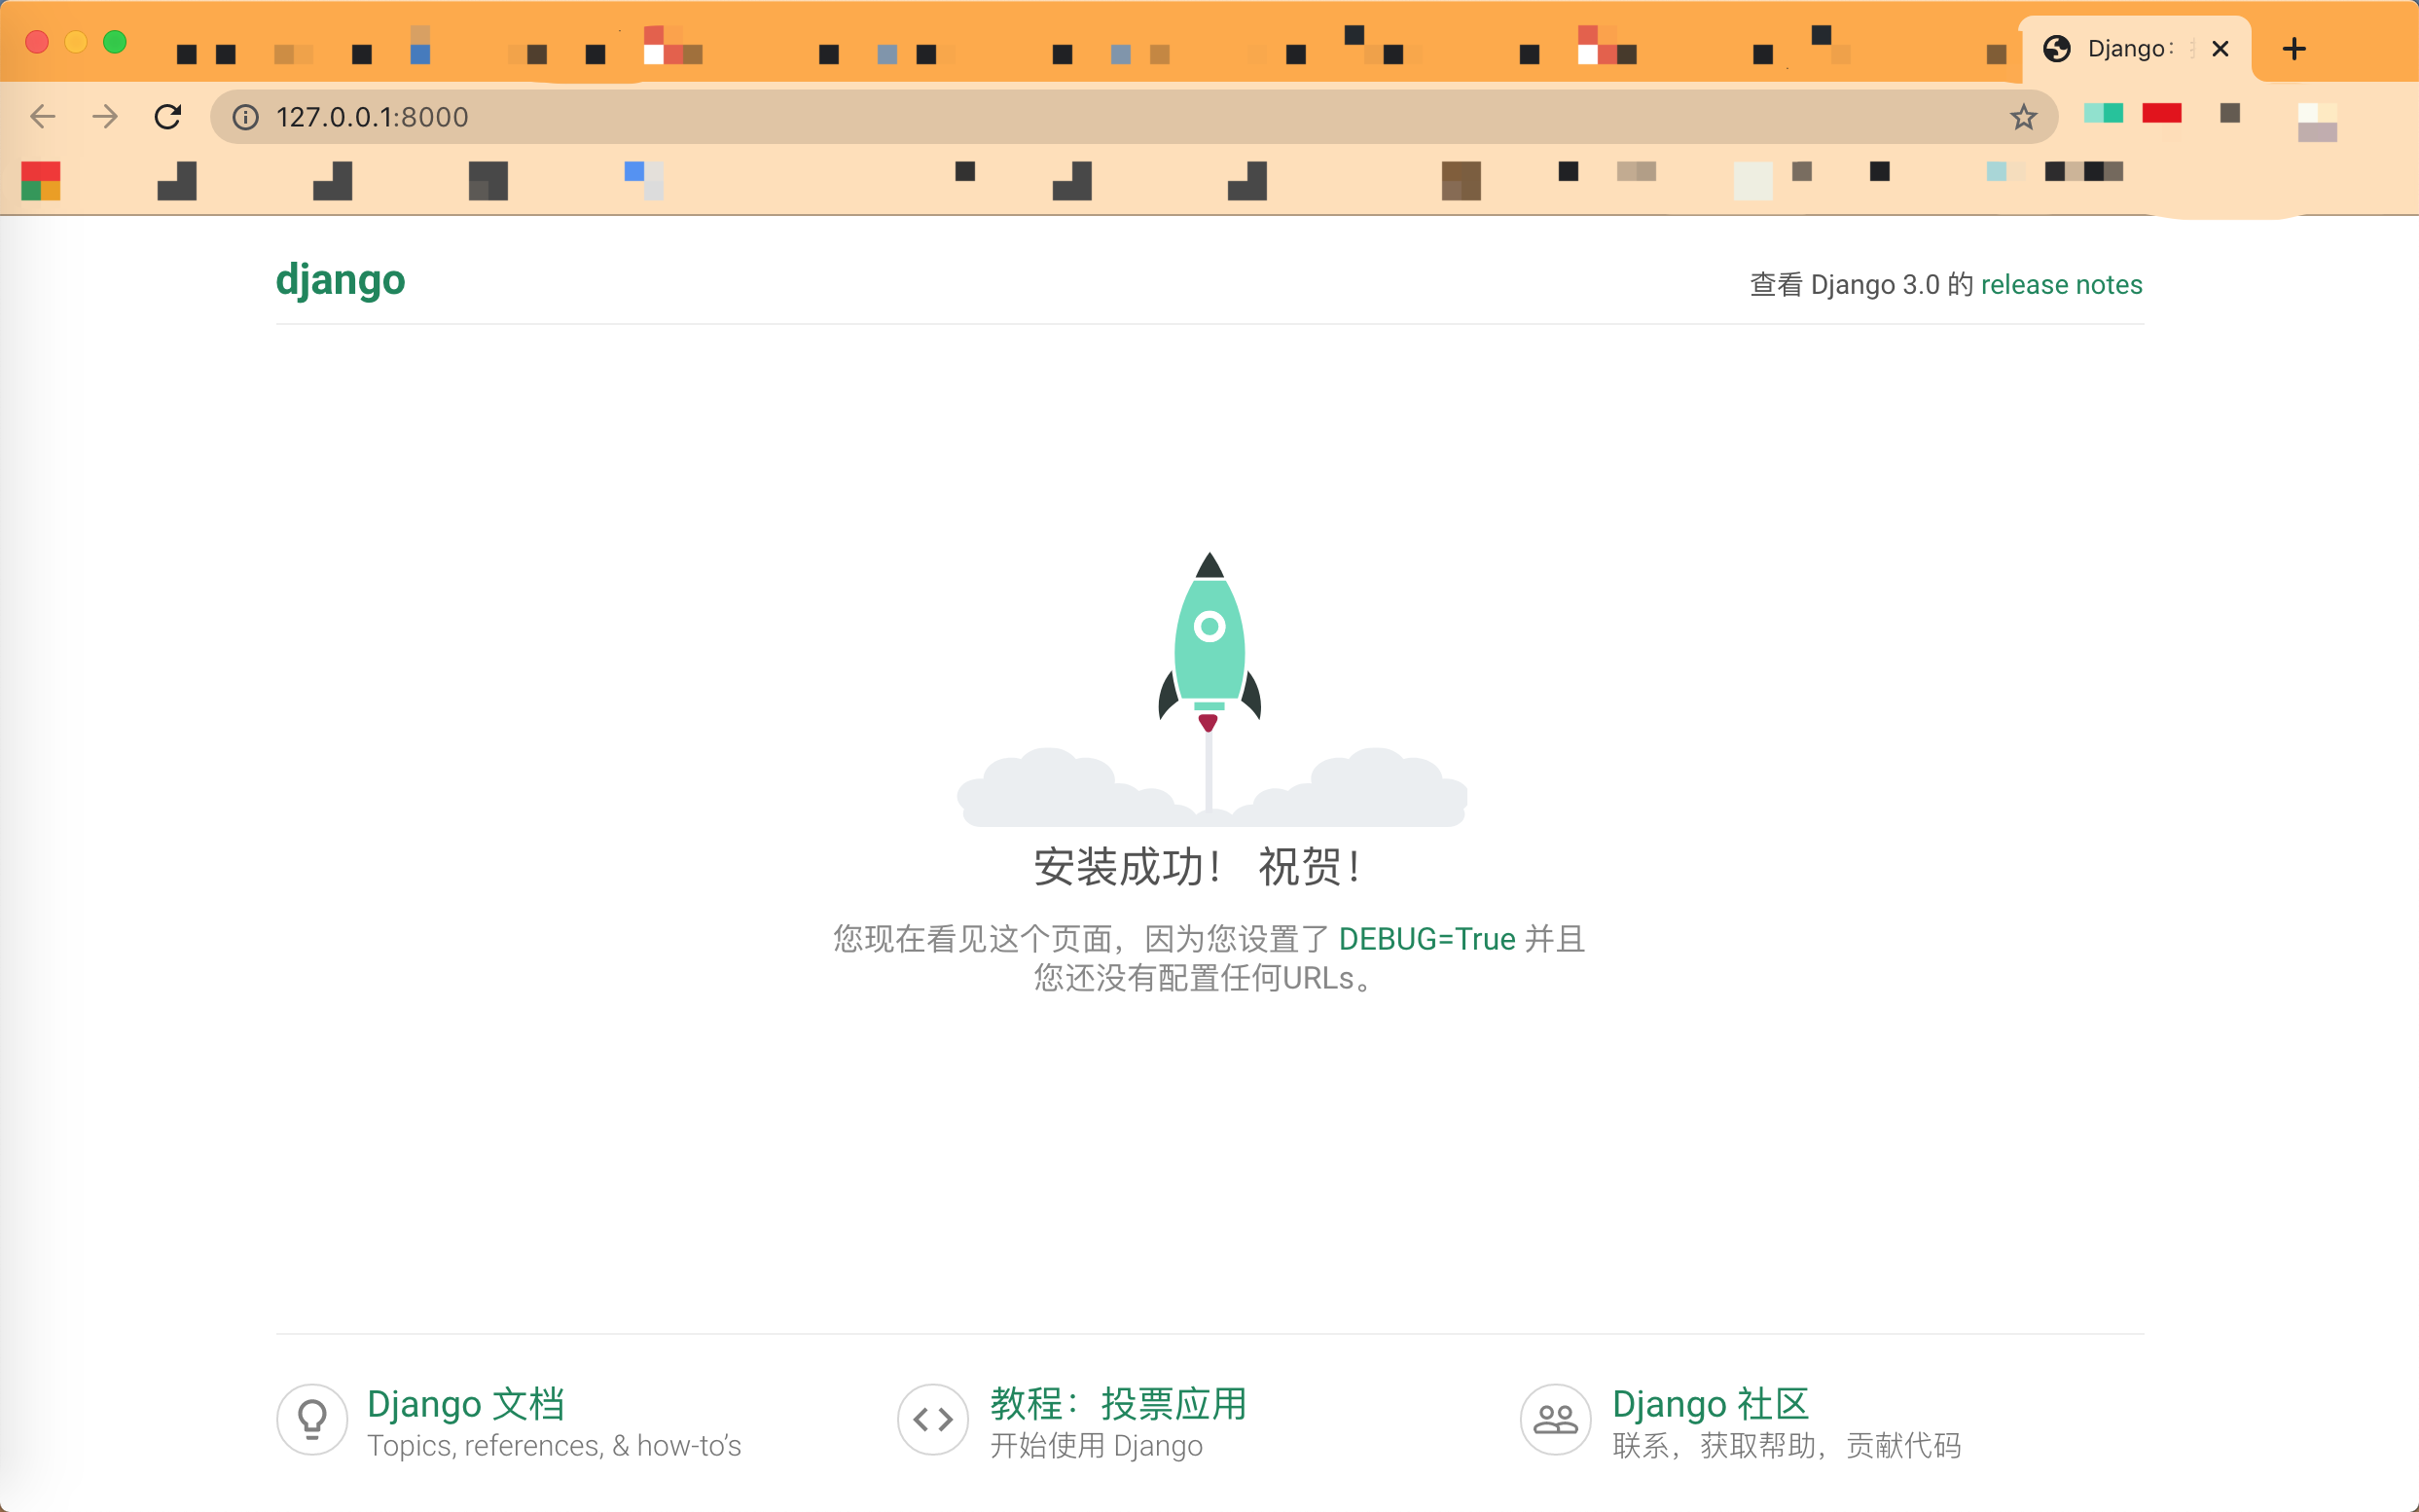 Django：
127.0.0.1:8000
django
查看 Django 3.0 的 release notes
安装成功！ 祝贺！
您现在看见这个页面，因为您设置了 DEBUG=True 并且
您还没有配置任何URLs。
Django 文档
Topics, references, & how-to’s
教程：投票应用
开始使用 Django
Django 社区
联系，获取帮助，贡献代码